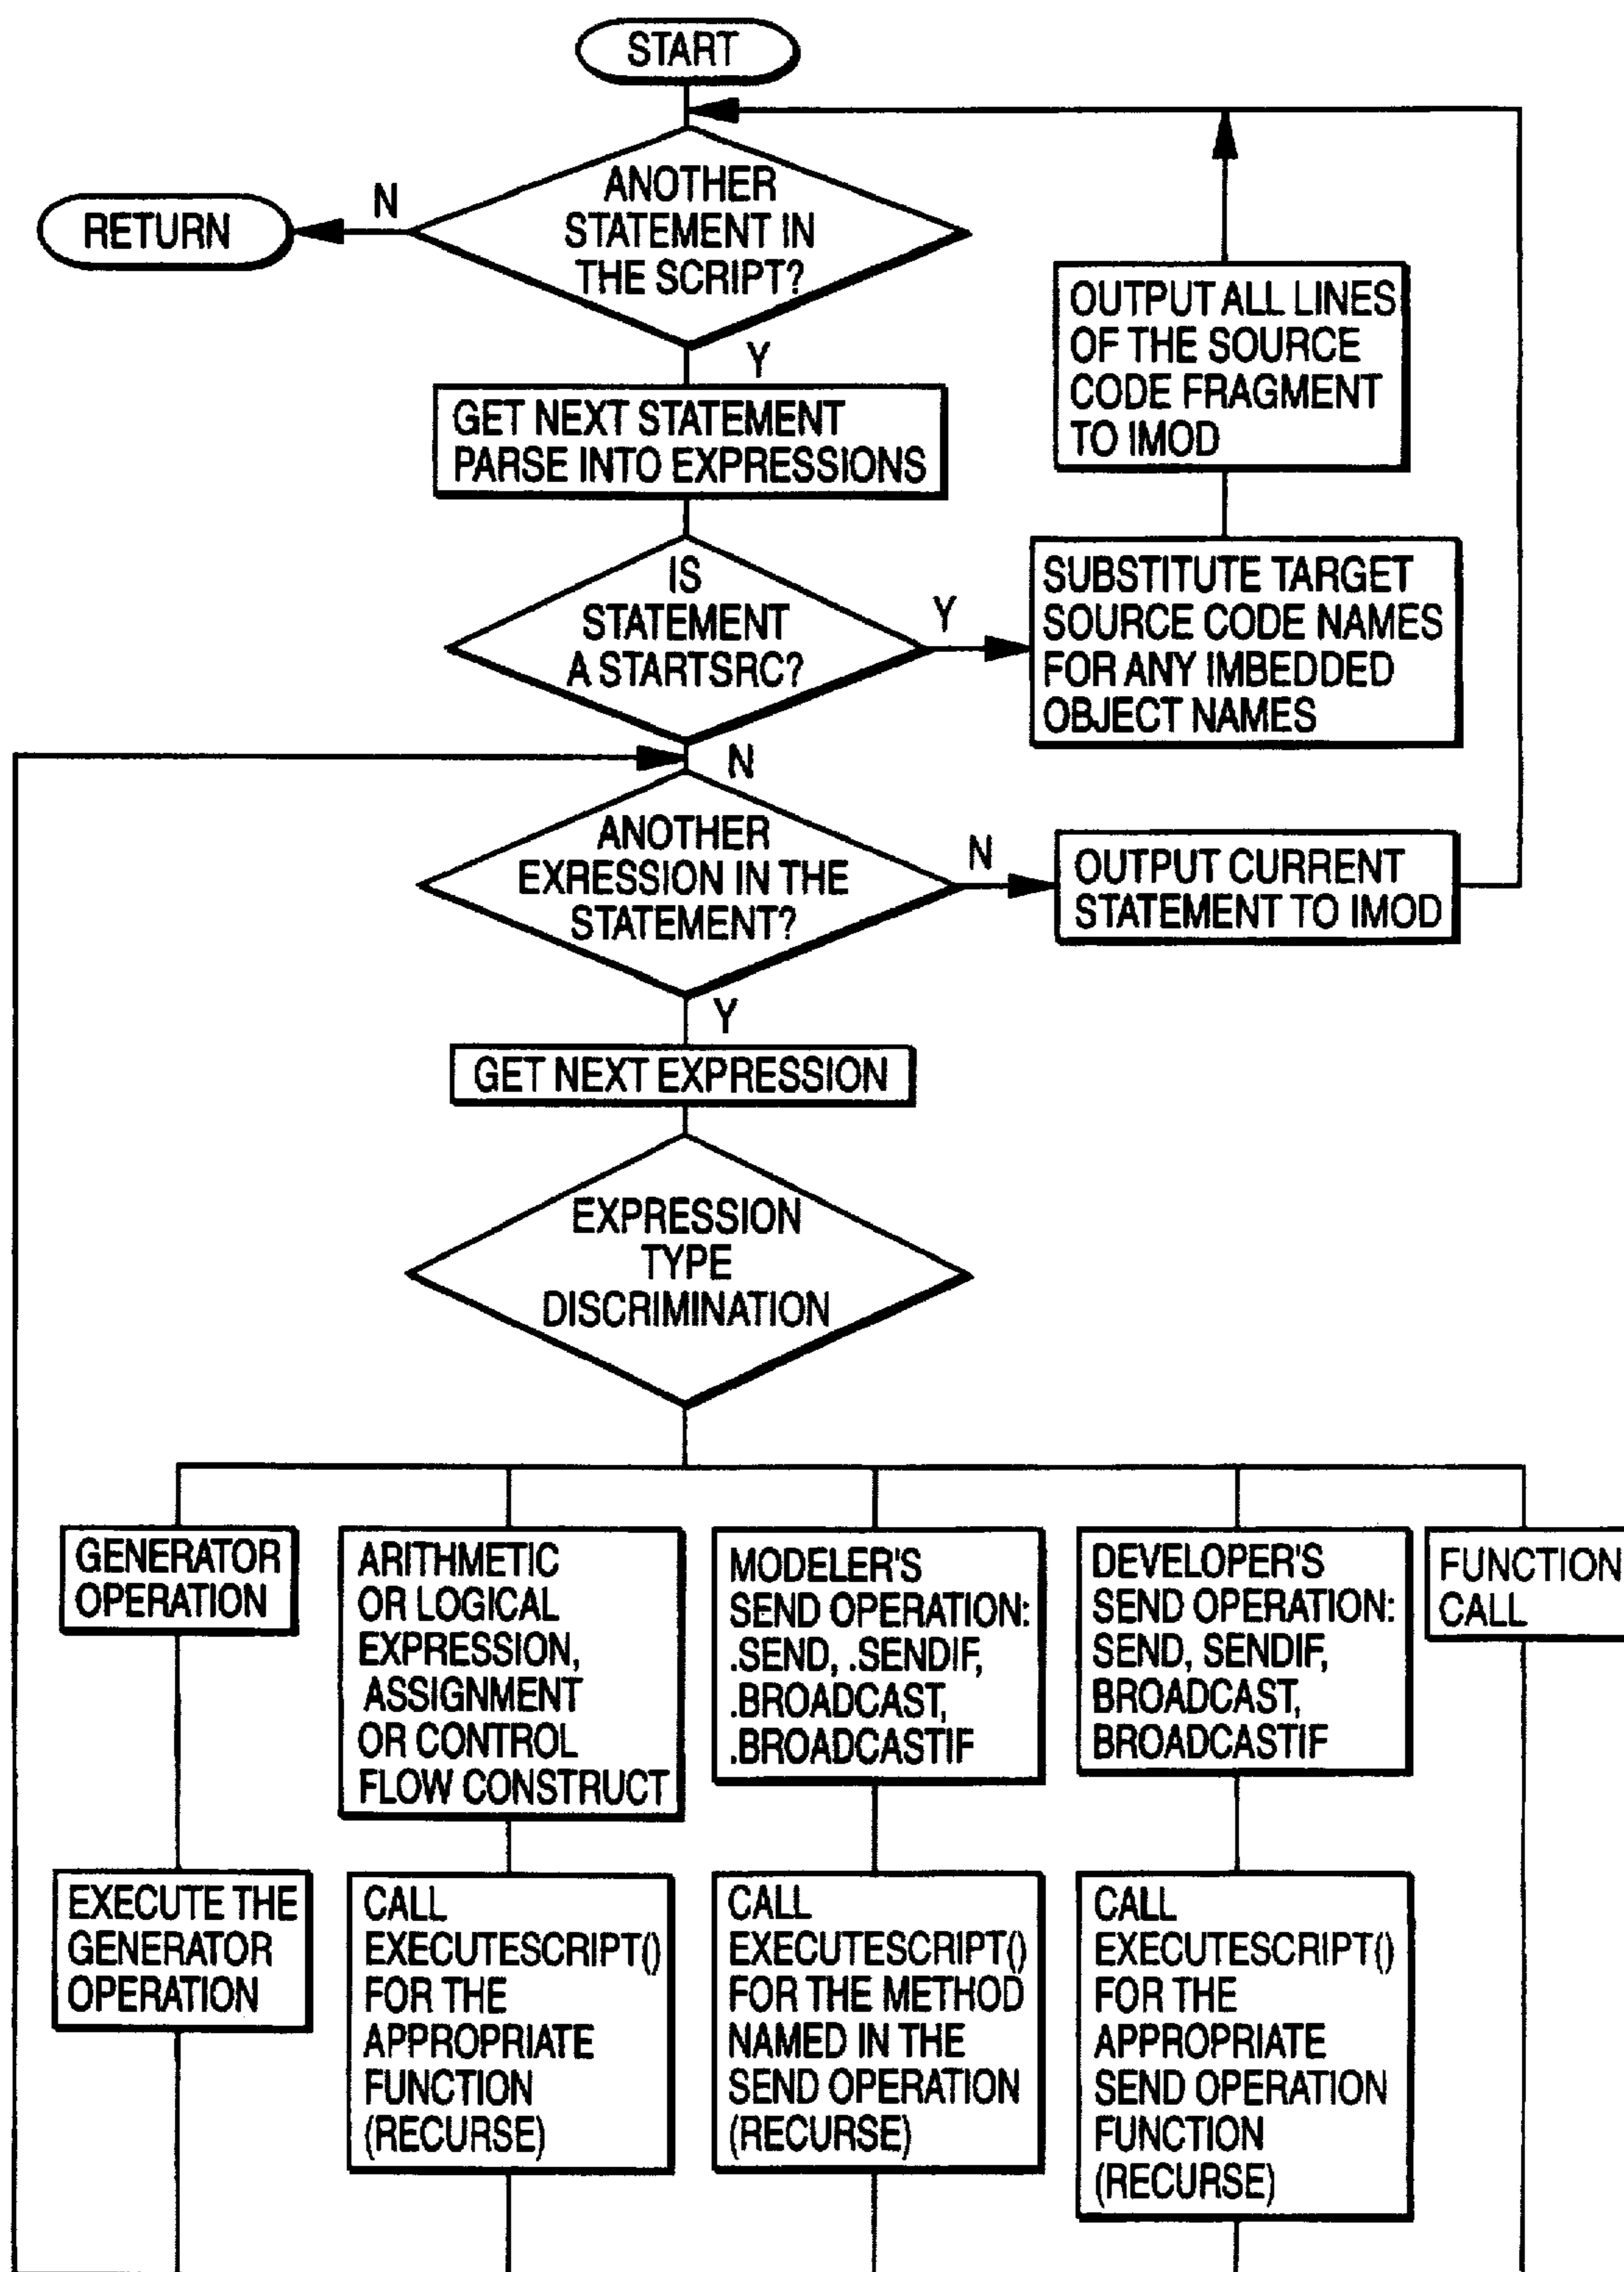 START
ANOTHER
STATEMENT IN
THE SCRIPT?
N
RETURN
Y
GET NEXT STATEMENT
PARSE INTO EXPRESSIONS
OUTPUT ALL LINES
OF THE SOURCE
CODE FRAGMENT
TO IMOD
IS
STATEMENT
A STARTSRC?
Y
SUBSTITUTE TARGET
SOURCE CODE NAMES
FOR ANY IMBEDDED
OBJECT NAMES
N
ANOTHER
EXRESSION IN THE
STATEMENT?
N
OUTPUT CURRENT
STATEMENT TO IMOD
Y
GET NEXT EXPRESSION
EXPRESSION
TYPE
DISCRIMINATION
GENERATOR
OPERATION
ARITHMETIC
OR LOGICAL
EXPRESSION,
ASSIGNMENT
OR CONTROL
FLOW CONSTRUCT
MODELER'S
SEND OPERATION:
.SEND, .SENDIF,
.BROADCAST,
.BROADCASTIF
DEVELOPER'S
SEND OPERATION:
SEND, SENDIF,
BROADCAST,
BROADCASTIF
FUNCTION
CALL
EXECUTE THE
GENERATOR
OPERATION
CALL
EXECUTESCRIPT()
FOR THE
APPROPRIATE
FUNCTION
(RECURSE)
CALL
EXECUTESCRIPT()
FOR THE METHOD
NAMED IN THE
SEND OPERATION
(RECURSE)
CALL
EXECUTESCRIPT()
FOR THE
APPROPRIATE
SEND OPERATION
FUNCTION
(RECURSE)